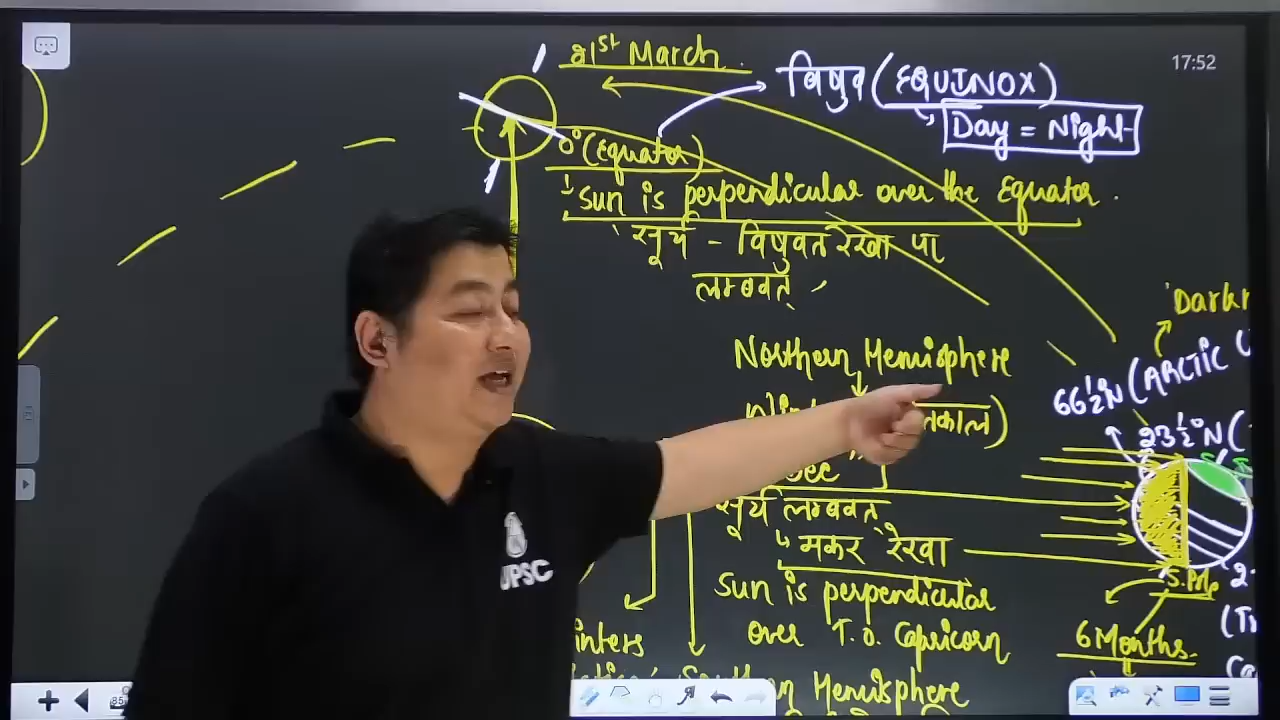 21st March
17:52
विषुव (EQUINOX)
Day = Night
0° (Equator)
Sun is perpendicular over the Equator.
सूर्य - विषुवत रेखा पा
लम्बवत्
Northern Hemisphere
66½°N (ARCTIC
23½°N (
सूर्य लम्बवत्
मकर रेखा
Sun is perpendicular
over T.O. Capricorn
S. Pole
6 Months.
Hemisphere
UPSC